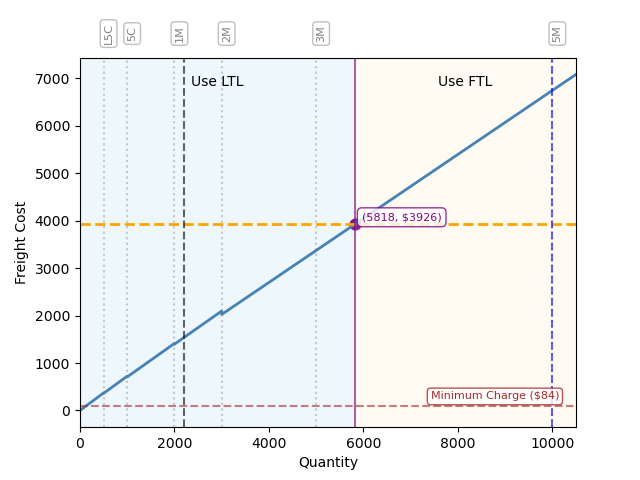 L5C
5C
1M
2M
3M
5M
Use LTL
Use FTL
7000
6000
5000
4000
3000
2000
1000
0
Freight Cost
(5818, $3926)
Minimum Charge ($84)
0
2000
4000
6000
8000
10000
Quantity